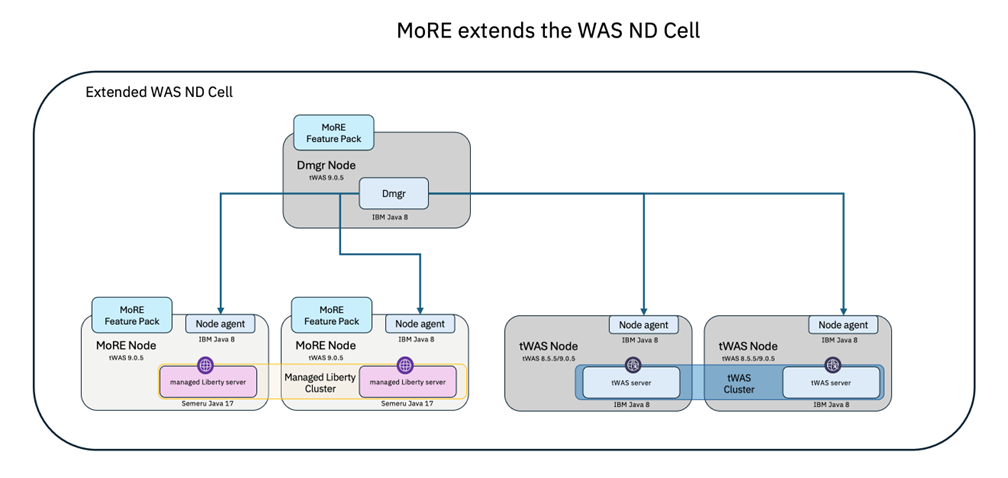 MoRE extends the WAS ND Cell
Extended WAS ND Cell
MoRE
Feature Pack
Dmgr Node
tWAS 9.0.5
Dmgr
IBM Java 8
MoRE
Feature Pack
Node agent
IBM Java 8
MoRE Node
tWAS 9.0.5
managed Liberty server
Semeru Java 17
MoRE
Feature Pack
Node agent
IBM Java 8
MoRE Node
tWAS 9.0.5
Managed Liberty
Cluster
managed Liberty server
Semeru Java 17
Node agent
IBM Java 8
tWAS Node
tWAS 8.5.5/9.0.5
tWAS server
IBM Java 8
Node agent
IBM Java 8
tWAS Node
tWAS 8.5.5/9.0.5
tWAS
Cluster
tWAS server
IBM Java 8